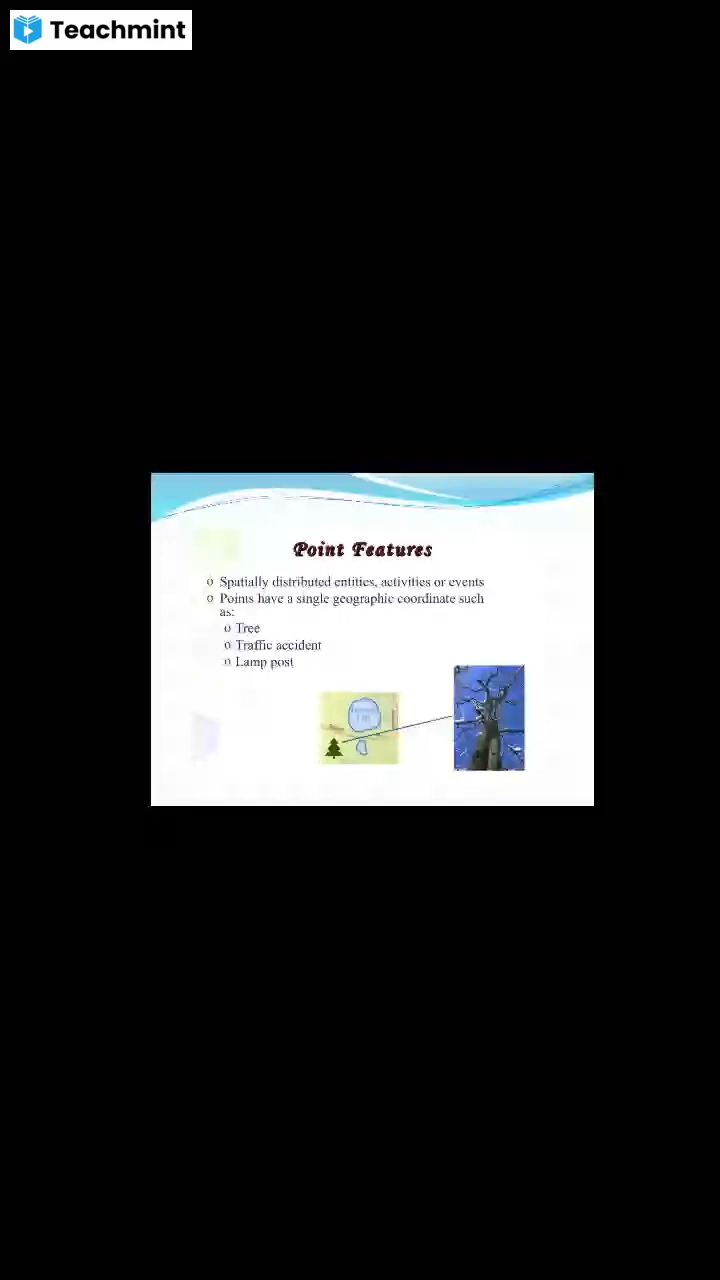 Teachmint
Point Features
o Spatially distributed entities, activities or events
o Points have a single geographic coordinate such
as:
o Tree
o Traffic accident
o Lamp post